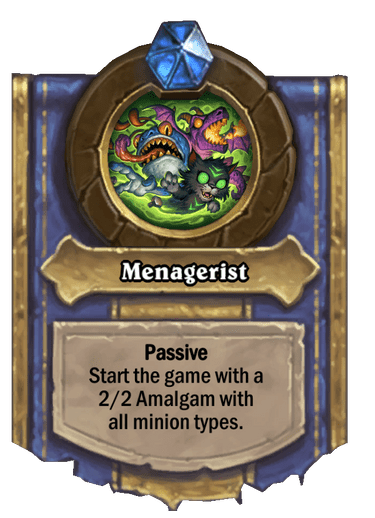 Menagerist
Passive
Start the game with a
2/2 Amalgam with
all minion types.